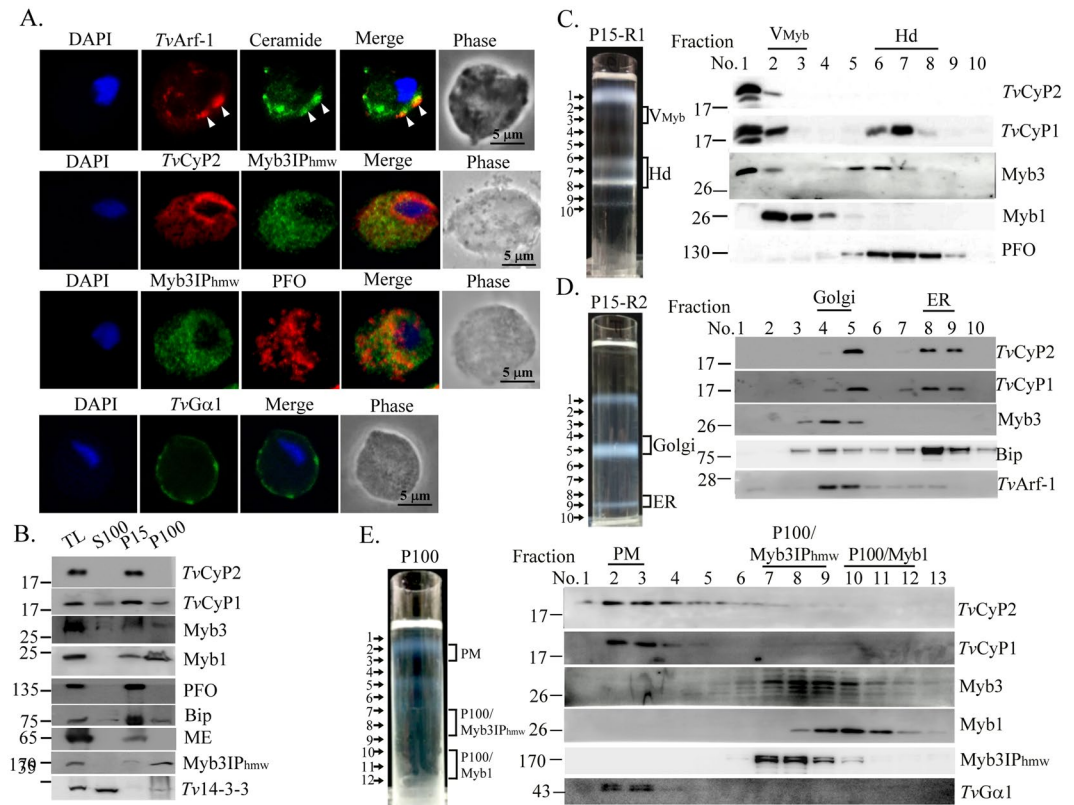 A.
DAPI TvArf-1 Ceramide Merge Phase
5 μm
DAPI TvCyP2 Myb3IPhmw Merge Phase
5 μm
DAPI Myb3IPhmw PFO Merge Phase
5 μm
DAPI TvGα1 Merge Phase
5 μm
B.
TL S100 P15 P100
17 TvCyP2
17 TvCyP1
25 Myb3
25 Myb1
135 PFO
75 Bip
65 ME
170 Myb3IPhmw
Tv14-3-3
C.
P15-R1
1
2
3
4
5
6
7
8
9
10
VMyb
Hd
Fraction VMyb Hd
No. 1 2 3 4 5 6 7 8 9 10
17 TvCyP2
17 TvCyP1
26 Myb3
26 Myb1
130 PFO
D.
P15-R2
1
2
3
4
5
6
7
8
9
10
Golgi
ER
Fraction Golgi ER
No. 1 2 3 4 5 6 7 8 9 10
17 TvCyP2
17 TvCyP1
26 Myb3
75 Bip
28 TvArf-1
E.
P100
1
2
3
4
5
6
7
8
9
10
11
12
PM
P100/
Myb3IPhmw
P100/
Myb1
Fraction PM P100/
Myb3IPhmw P100/Myb1
No. 1 2 3 4 5 6 7 8 9 10 11 12 13
17 TvCyP2
17 TvCyP1
26 Myb3
26 Myb1
170 Myb3IPhmw
43 TvGα1